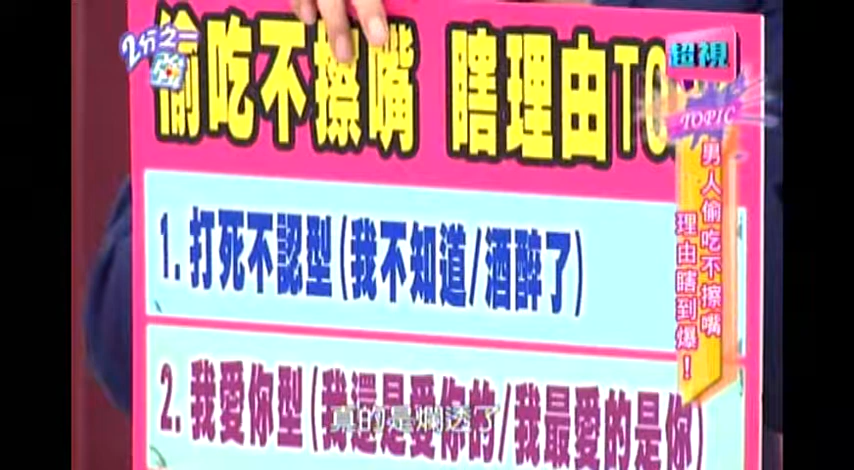 2分之一強
偷吃不擦嘴 瞎理由TO
超視
TOPIC
男人偷吃不擦嘴
理由瞎到爆！
1.打死不認型(我不知道/酒醉了)
2.我愛你型(我還是愛你的/我最愛的是你)
真的是爛透了